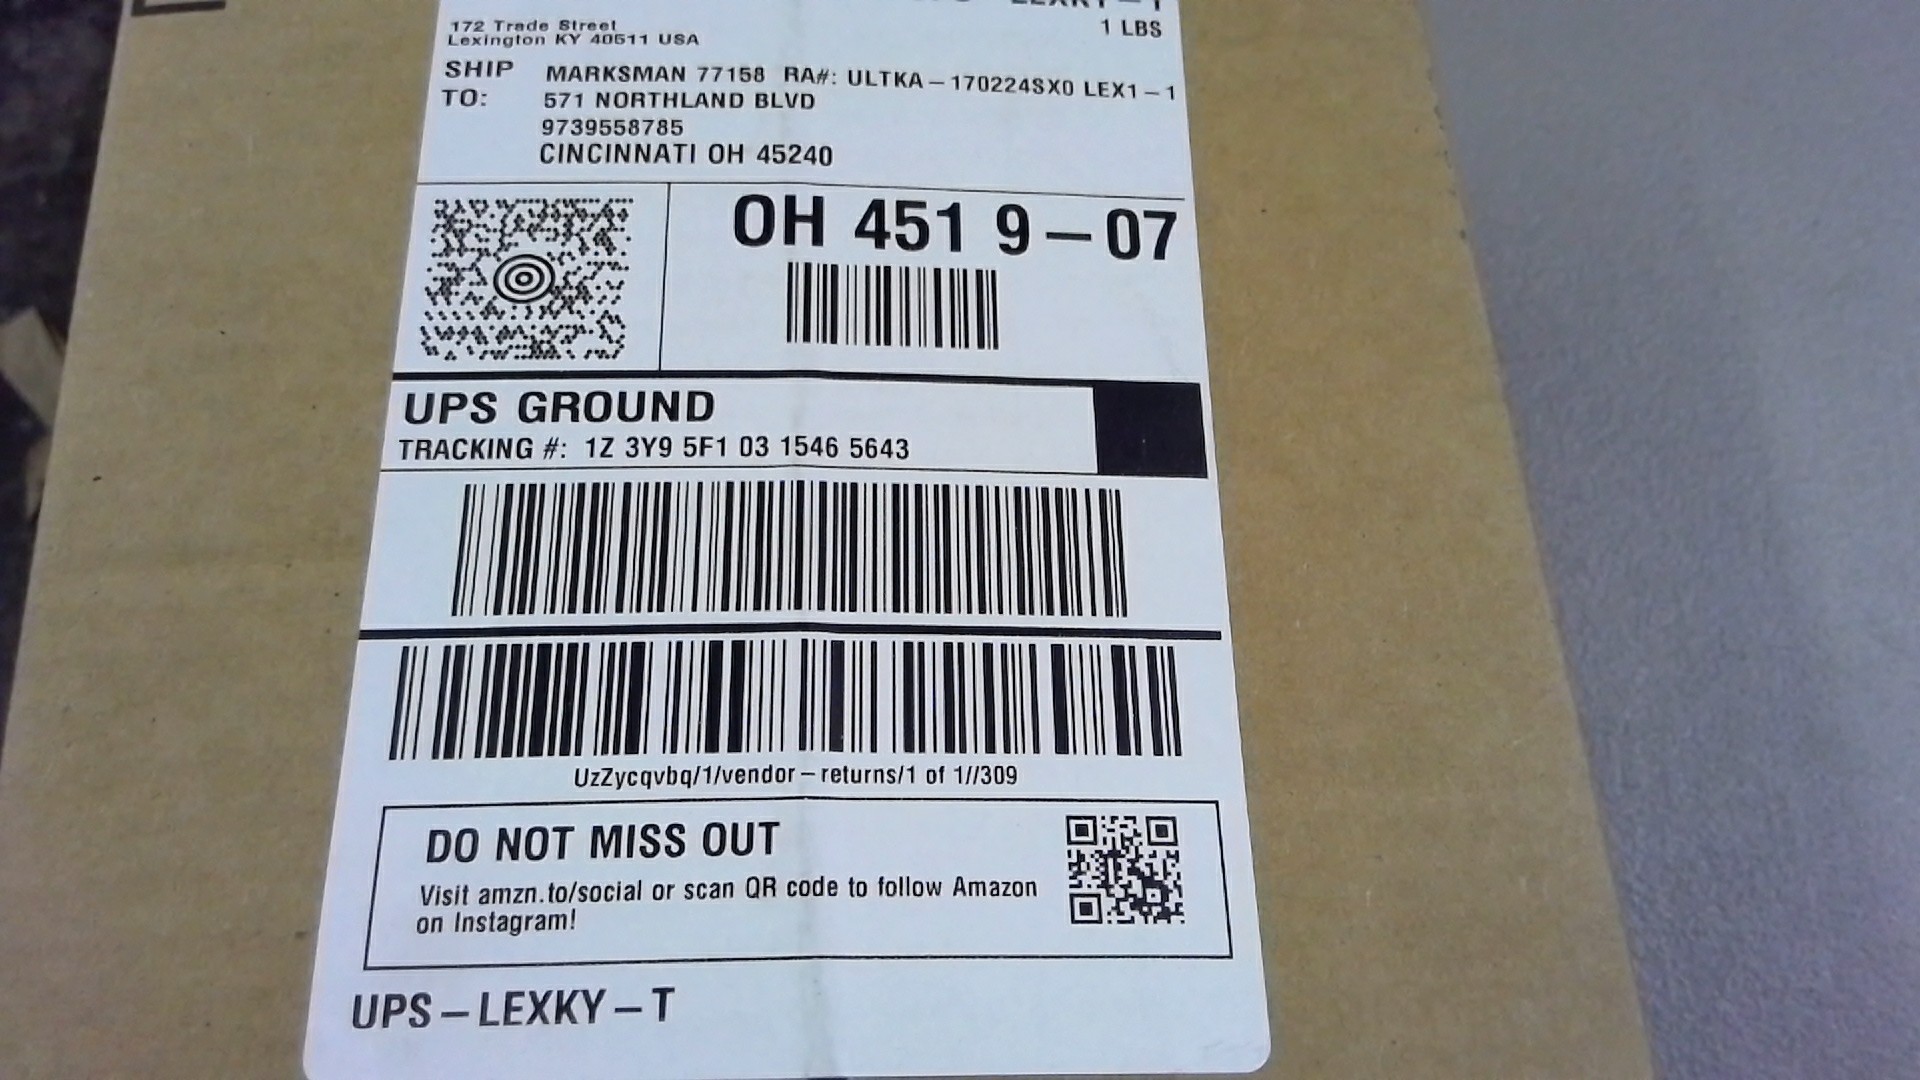 1 LBS
172 Trade Street
Lexington KY 40511 USA
SHIP TO:
MARKSMAN 77158 RA#: ULTKA-170224SX0 LEX1-1
571 NORTHLAND BLVD
9739558785
CINCINNATI OH 45240
OH 451 9-07
UPS GROUND
TRACKING #: 1Z 3Y9 5F1 03 1546 5643
UzZycqvbq/1/vendor-returns/1 of 1//309
DO NOT MISS OUT
Visit amzn.to/social or scan QR code to follow Amazon
on Instagram!
UPS-LEXKY-T